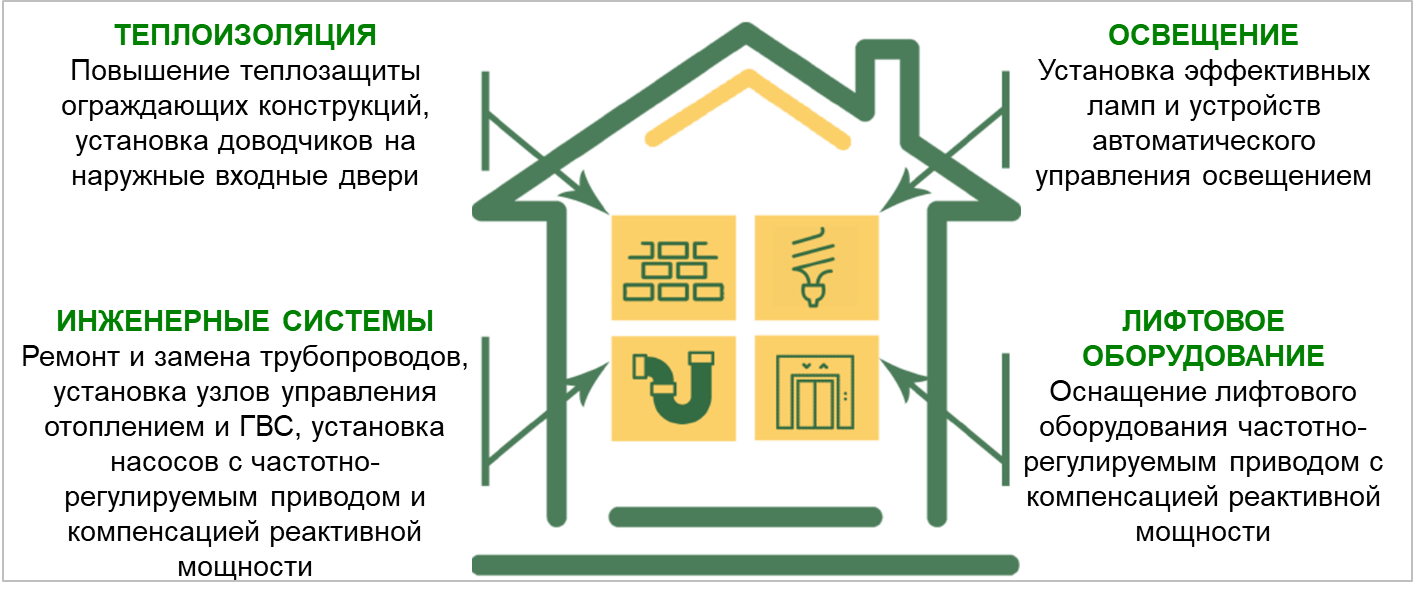 ТЕПЛОИЗОЛЯЦИЯ
Повышение теплозащиты
ограждающих конструкций,
установка доводчиков на
наружные входные двери
ОСВЕЩЕНИЕ
Установка эффективных
ламп и устройств
автоматического
управления освещением
ИНЖЕНЕРНЫЕ СИСТЕМЫ
Ремонт и замена трубопроводов,
установка узлов управления
отоплением и ГВС, установка
насосов с частотно-
регулируемым приводом и
компенсацией реактивной
мощности
ЛИФТОВОЕ
ОБОРУДОВАНИЕ
Оснащение лифтового
оборудования частотно-
регулируемым приводом с
компенсацией реактивной
мощности